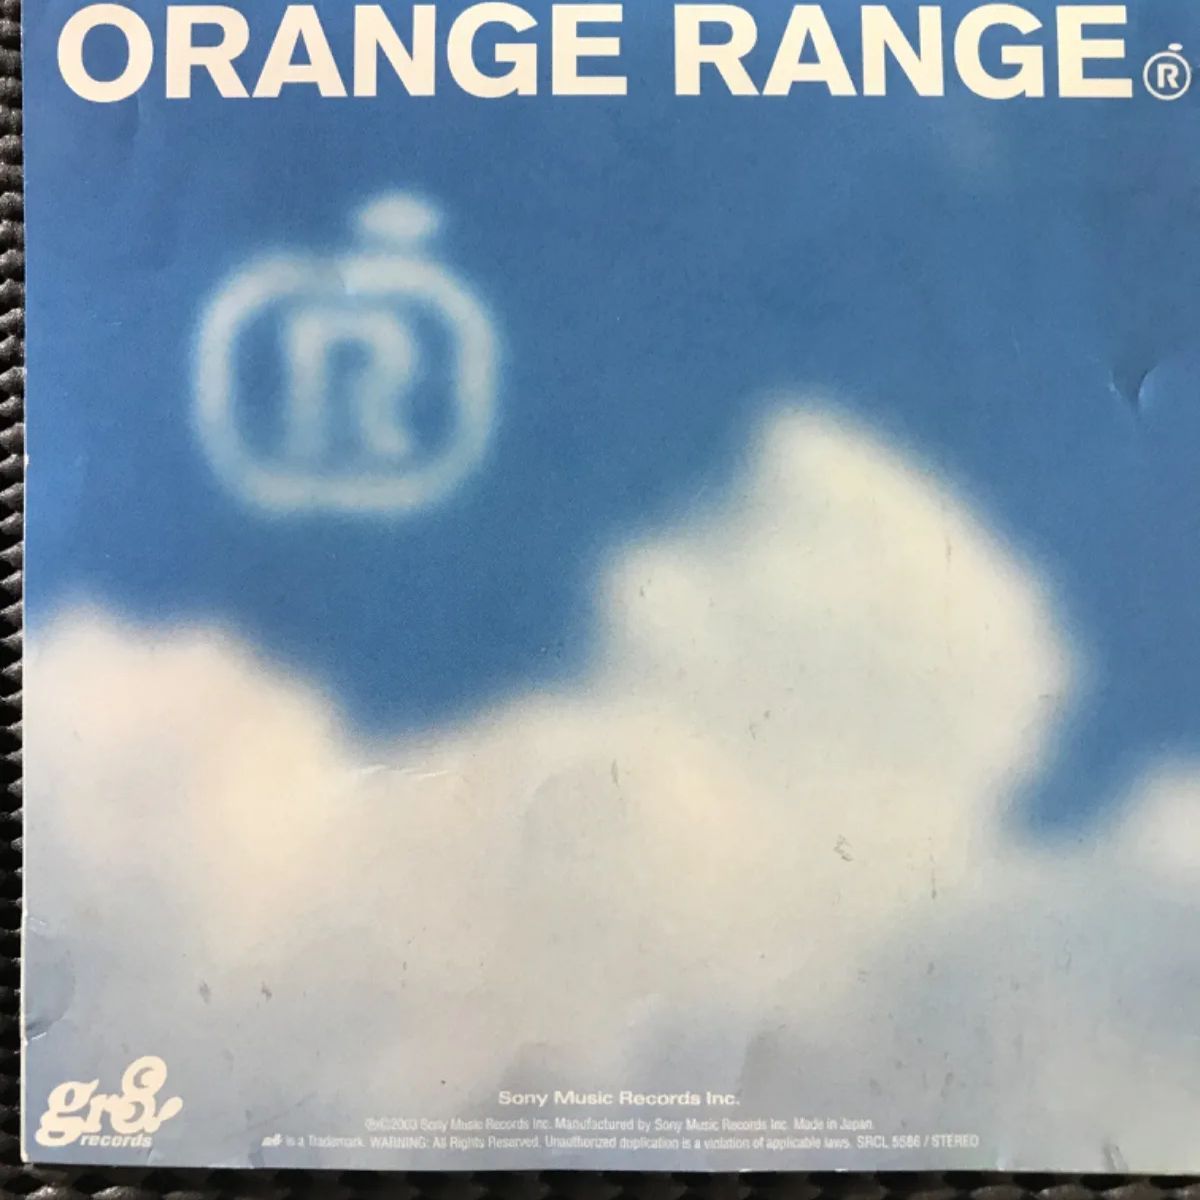 ORANGE RANGE®
R
gr8 records
Sony Music Records Inc.
℗©2003 Sony Music Records Inc. Manufactured by Sony Music Records Inc. Made in Japan.
is a Trademark. WARNING: All Rights Reserved. Unauthorized duplication is a violation of applicable laws. SRCL 5586 / STEREO